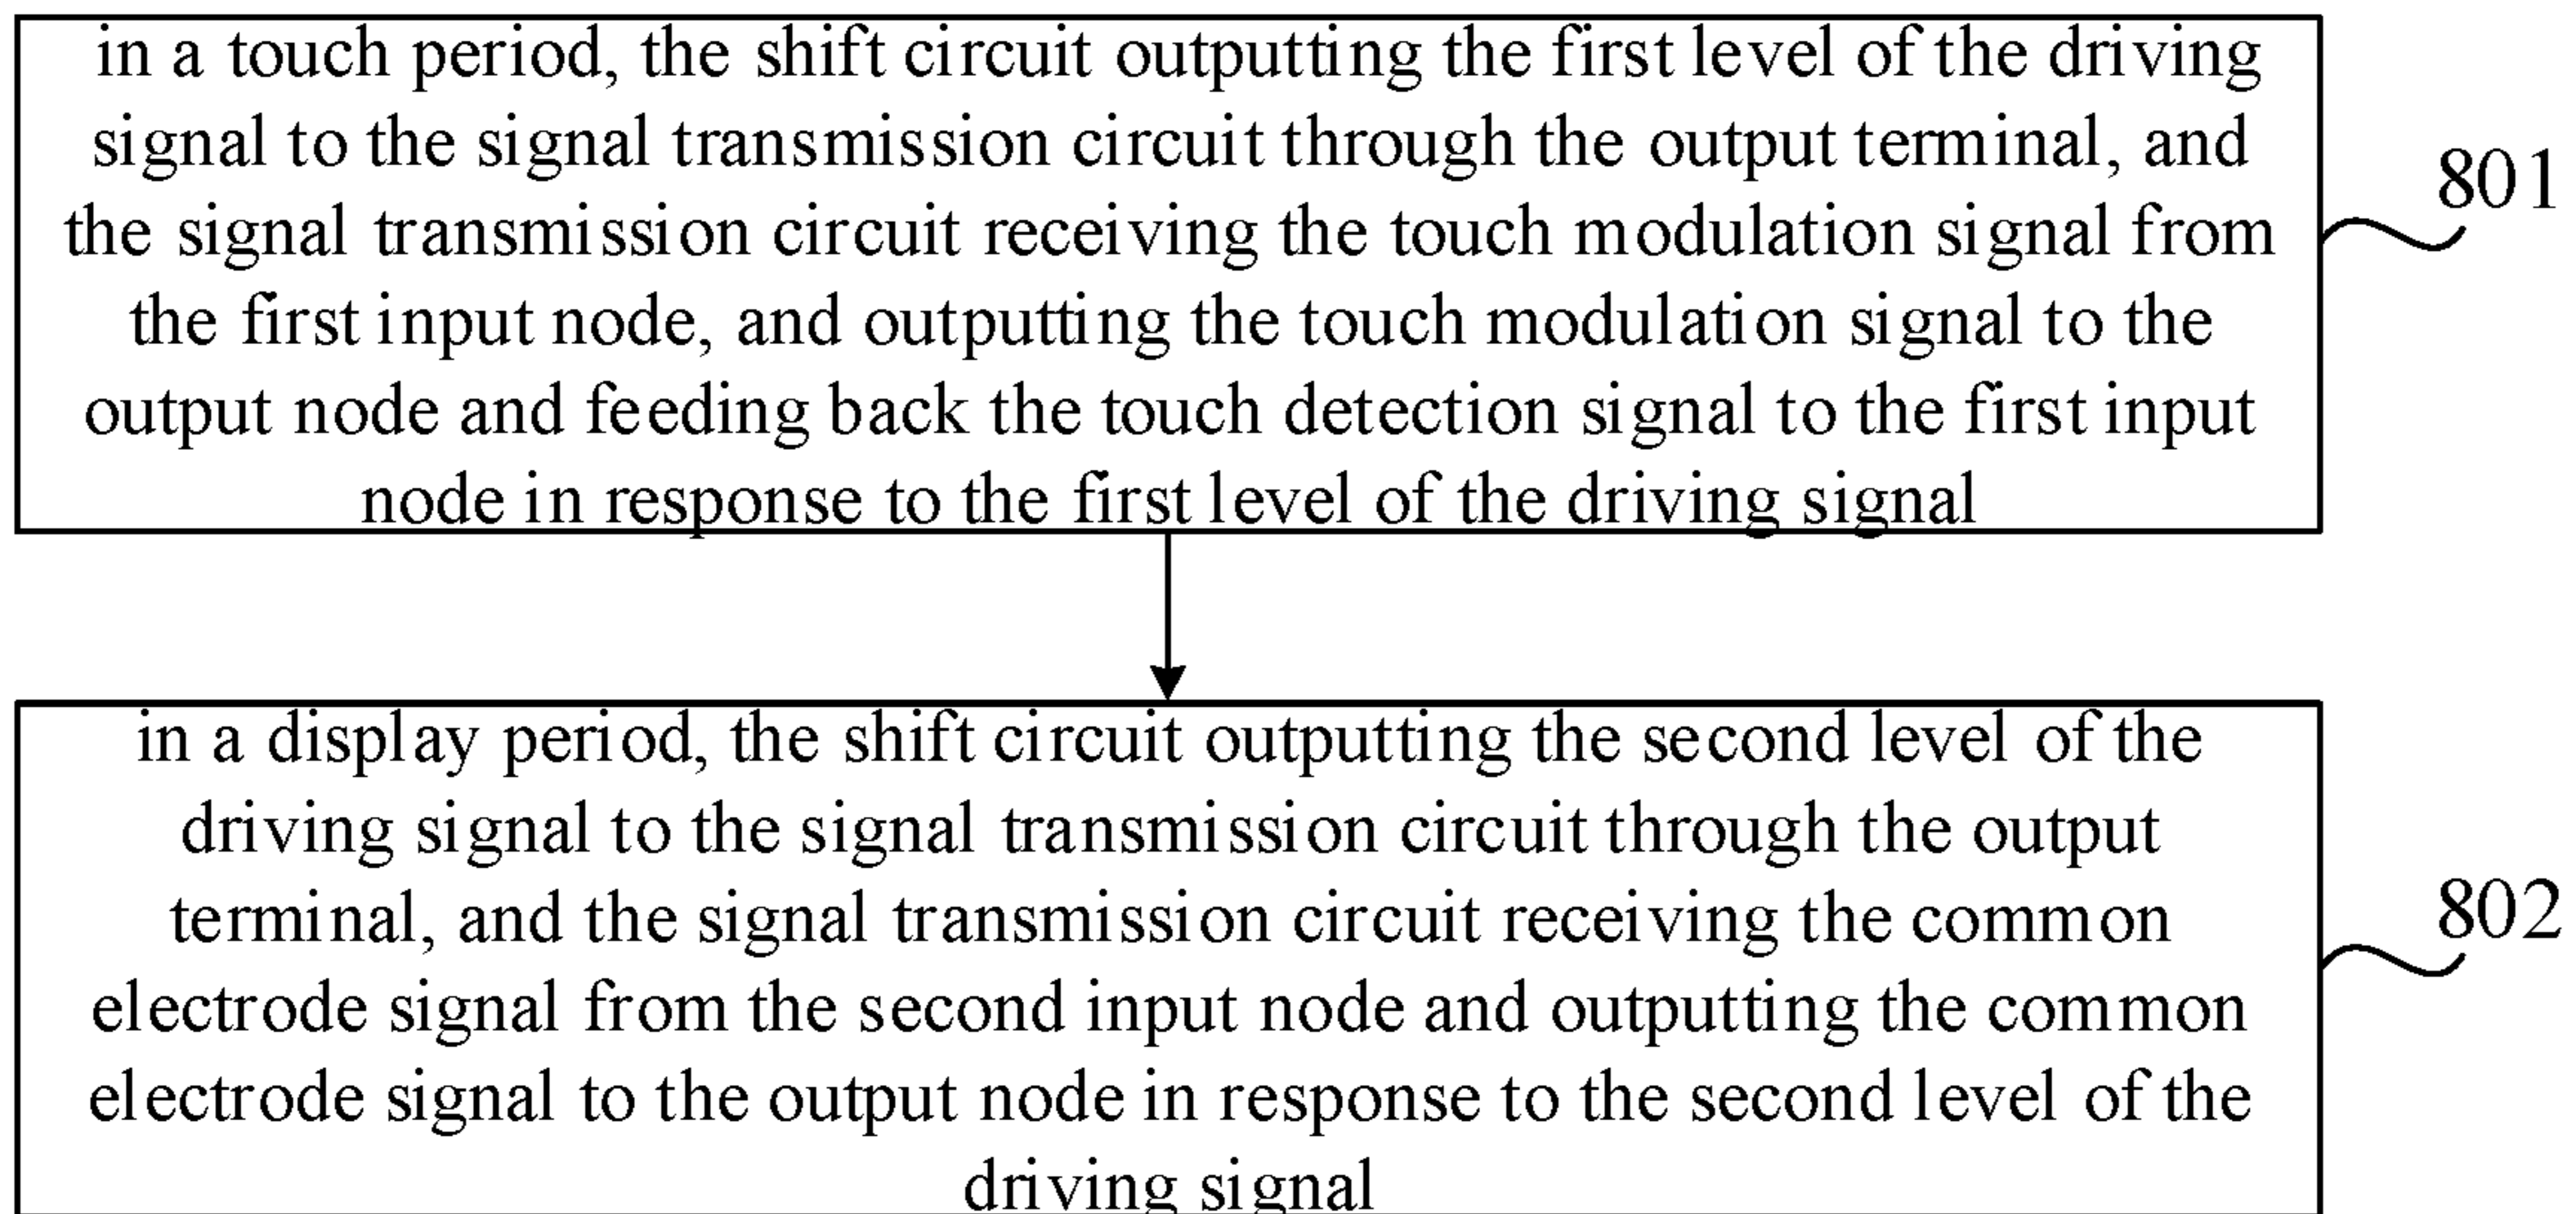 in a touch period, the shift circuit outputting the first level of the driving
signal to the signal transmission circuit through the output terminal, and
the signal transmission circuit receiving the touch modulation signal from
the first input node, and outputting the touch modulation signal to the
output node and feeding back the touch detection signal to the first input
node in response to the first level of the driving signal
801
in a display period, the shift circuit outputting the second level of the
driving signal to the signal transmission circuit through the output
terminal, and the signal transmission circuit receiving the common
electrode signal from the second input node and outputting the common
electrode signal to the output node in response to the second level of the
driving signal
802